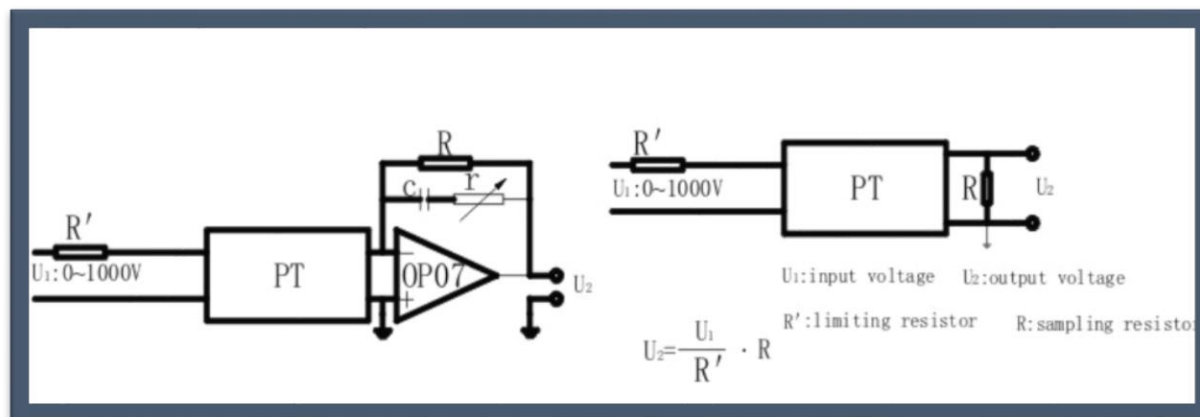 R
C r
R'
U₁:0~1000V
PT
OP07
−
+
U₂
R'
U₁:0~1000V
PT
R
U₂
U₁:input voltage U₂:output voltage
R':limiting resistor R:sampling resisto
U₂=U₁/R' · R